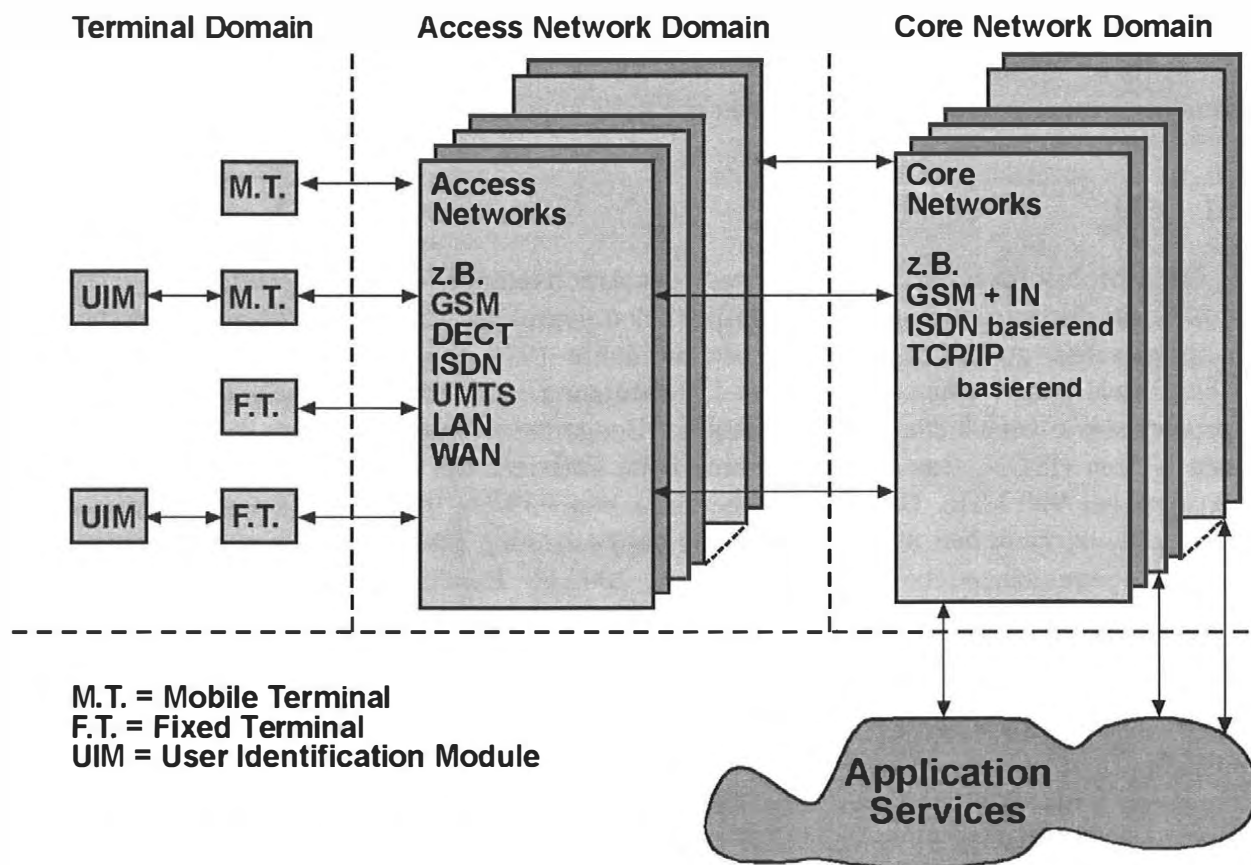 Terminal Domain
Access Network Domain
Core Network Domain
M.T.
UIM
M.T.
F.T.
UIM
F.T.
Access
Networks
z.B.
GSM
DECT
ISDN
UMTS
LAN
WAN
Core
Networks
z.B.
GSM + IN
ISDN basierend
TCP/IP
basierend
M.T. = Mobile Terminal
F.T. = Fixed Terminal
UIM = User Identification Module
Application
Services